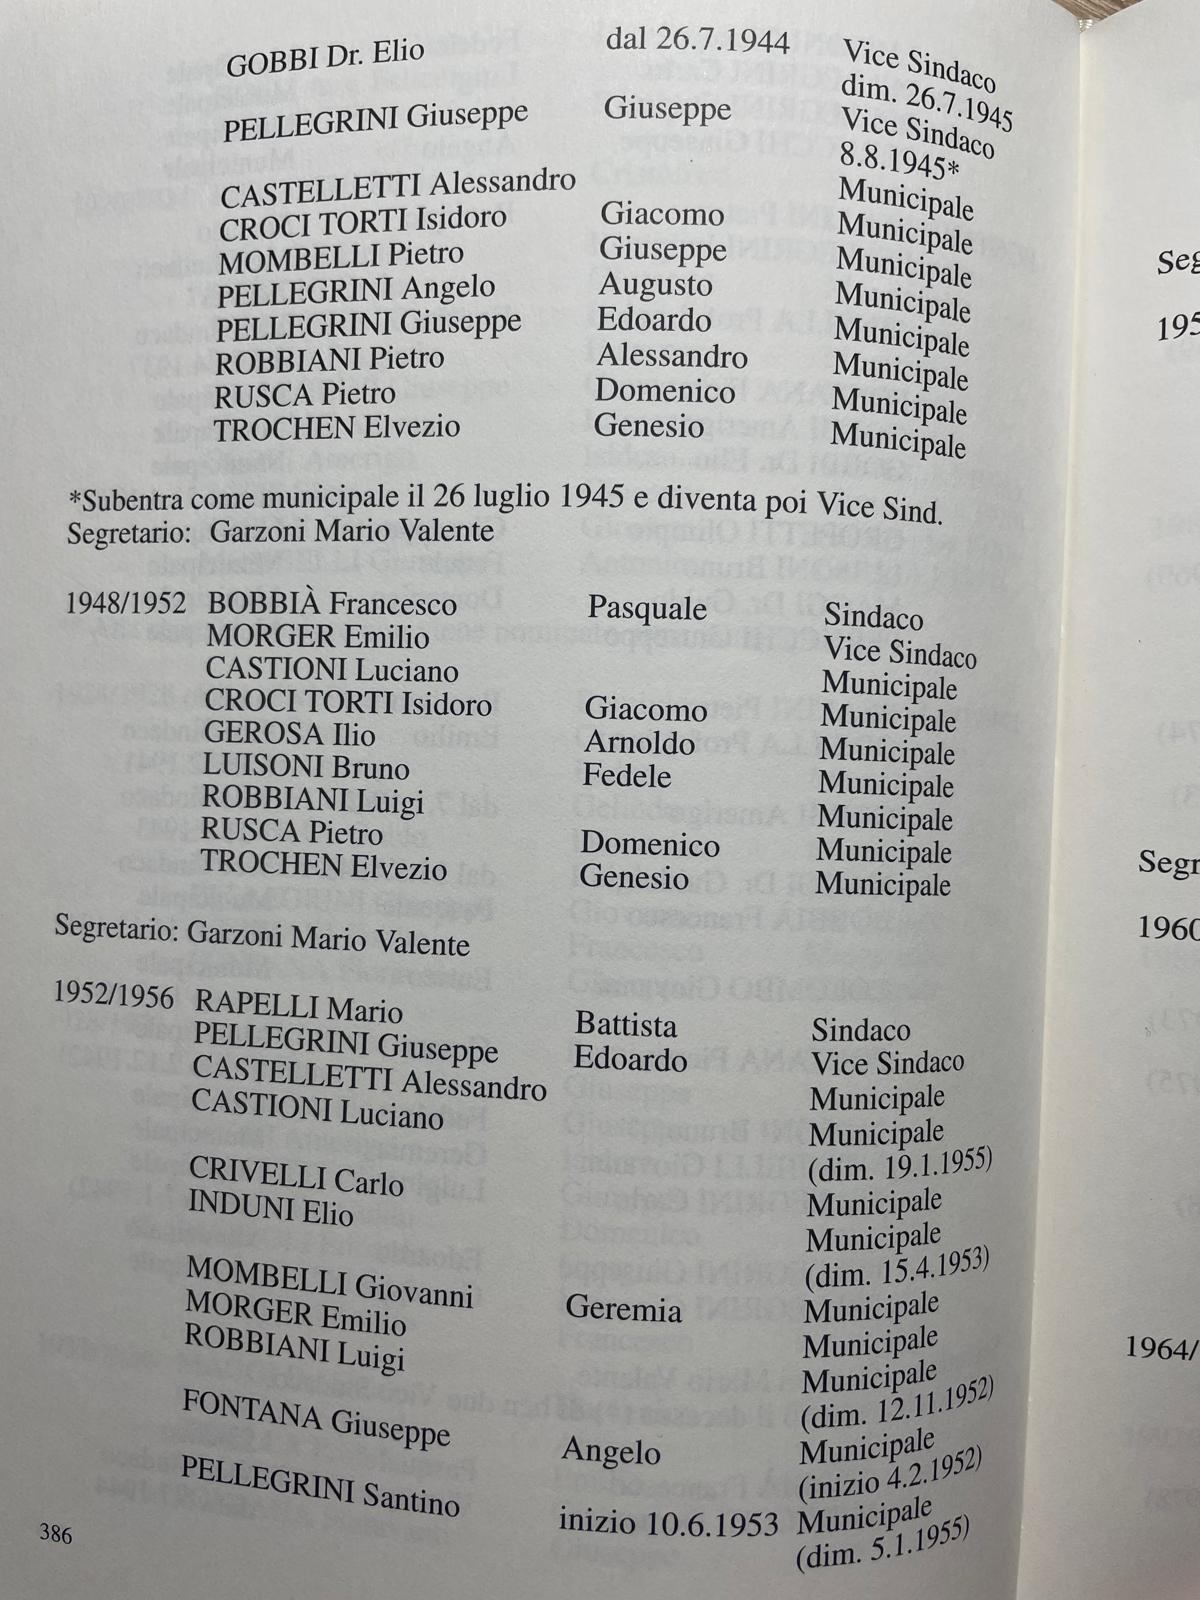 GOBBI Dr. Elio dal 26.7.1944 Vice Sindaco
dim. 26.7.1945
PELLEGRINI Giuseppe Giuseppe Vice Sindaco
8.8.1945*
CASTELLETTI Alessandro Municipale
CROCI TORTI Isidoro Giacomo Municipale
MOMBELLI Pietro Giuseppe Municipale
PELLEGRINI Angelo Augusto Municipale
PELLEGRINI Giuseppe Edoardo Municipale
ROBBIANI Pietro Alessandro Municipale
RUSCA Pietro Domenico Municipale
TROCHEN Elvezio Genesio Municipale
*Subentra come municipale il 26 luglio 1945 e diventa poi Vice Sind.
Segretario: Garzoni Mario Valente
1948/1952 BOBBIÀ Francesco Pasquale Sindaco
MORGER Emilio Vice Sindaco
CASTIONI Luciano Municipale
CROCI TORTI Isidoro Giacomo Municipale
GEROSA Ilio Arnoldo Municipale
LUISONI Bruno Fedele Municipale
ROBBIANI Luigi Municipale
RUSCA Pietro Domenico Municipale
TROCHEN Elvezio Genesio Municipale
Segretario: Garzoni Mario Valente
1952/1956 RAPELLI Mario Battista Sindaco
PELLEGRINI Giuseppe Edoardo Vice Sindaco
CASTELLETTI Alessandro Municipale
CASTIONI Luciano Municipale
(dim. 19.1.1955)
CRIVELLI Carlo Municipale
INDUNI Elio Municipale
(dim. 15.4.1953)
MOMBELLI Giovanni Geremia Municipale
MORGER Emilio Municipale
ROBBIANI Luigi Municipale
(dim. 12.11.1952)
FONTANA Giuseppe Angelo Municipale
(inizio 4.2.1952)
PELLEGRINI Santino inizio 10.6.1953 Municipale
(dim. 5.1.1955)
386
Seg
195
Segr
1960
1964/